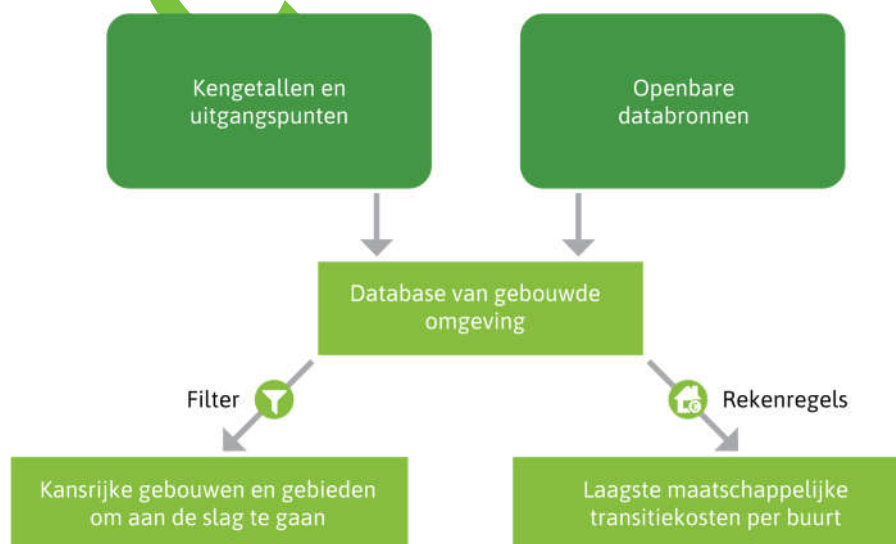 Kengetallen en
uitgangspunten
Openbare
databronnen
Database van gebouwde
omgeving
Filter
Rekenregels
Kansrijke gebouwen en gebieden
om aan de slag te gaan
Laagste maatschappelijke
transitiekosten per buurt